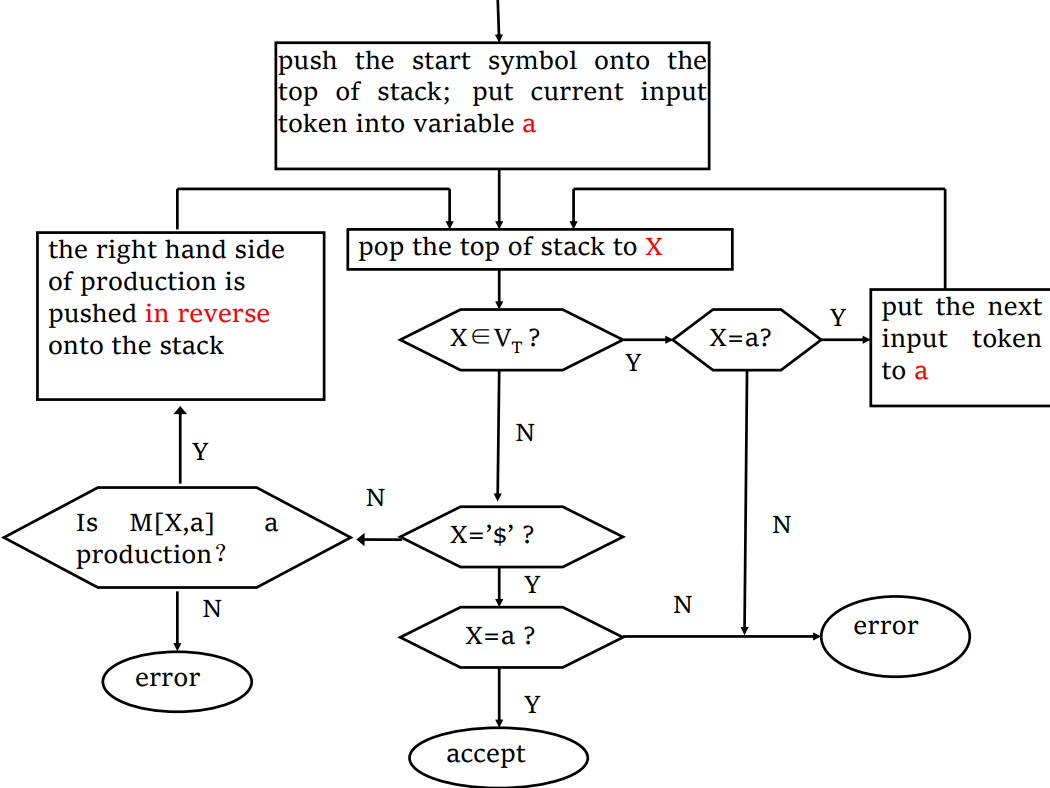 push the start symbol onto the
top of stack; put current input
token into variable a
the right hand side
of production is
pushed in reverse
onto the stack
pop the top of stack to X
X∈V_T ?
Y
X=a?
Y
put the next
input token
to a
N
Y
N
Is M[X,a] a
production?
N
X='$' ?
N
Y
N
X=a ?
error
error
Y
accept